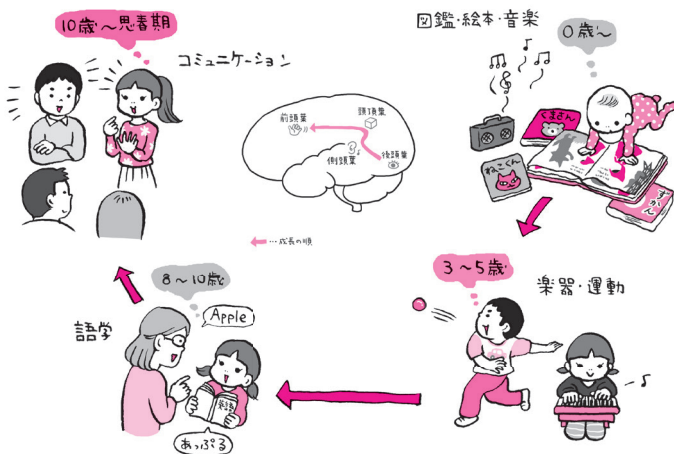 図鑑・絵本・音楽
0歳〜
くまさん
ねこくん
ずかん
3〜5歳
楽器・運動
8〜10歳
語学
Apple
英語
あっぷる
10歳〜思春期
コミュニケーション
前頭葉
頭頂葉
側頭葉
後頭葉
…成長の順